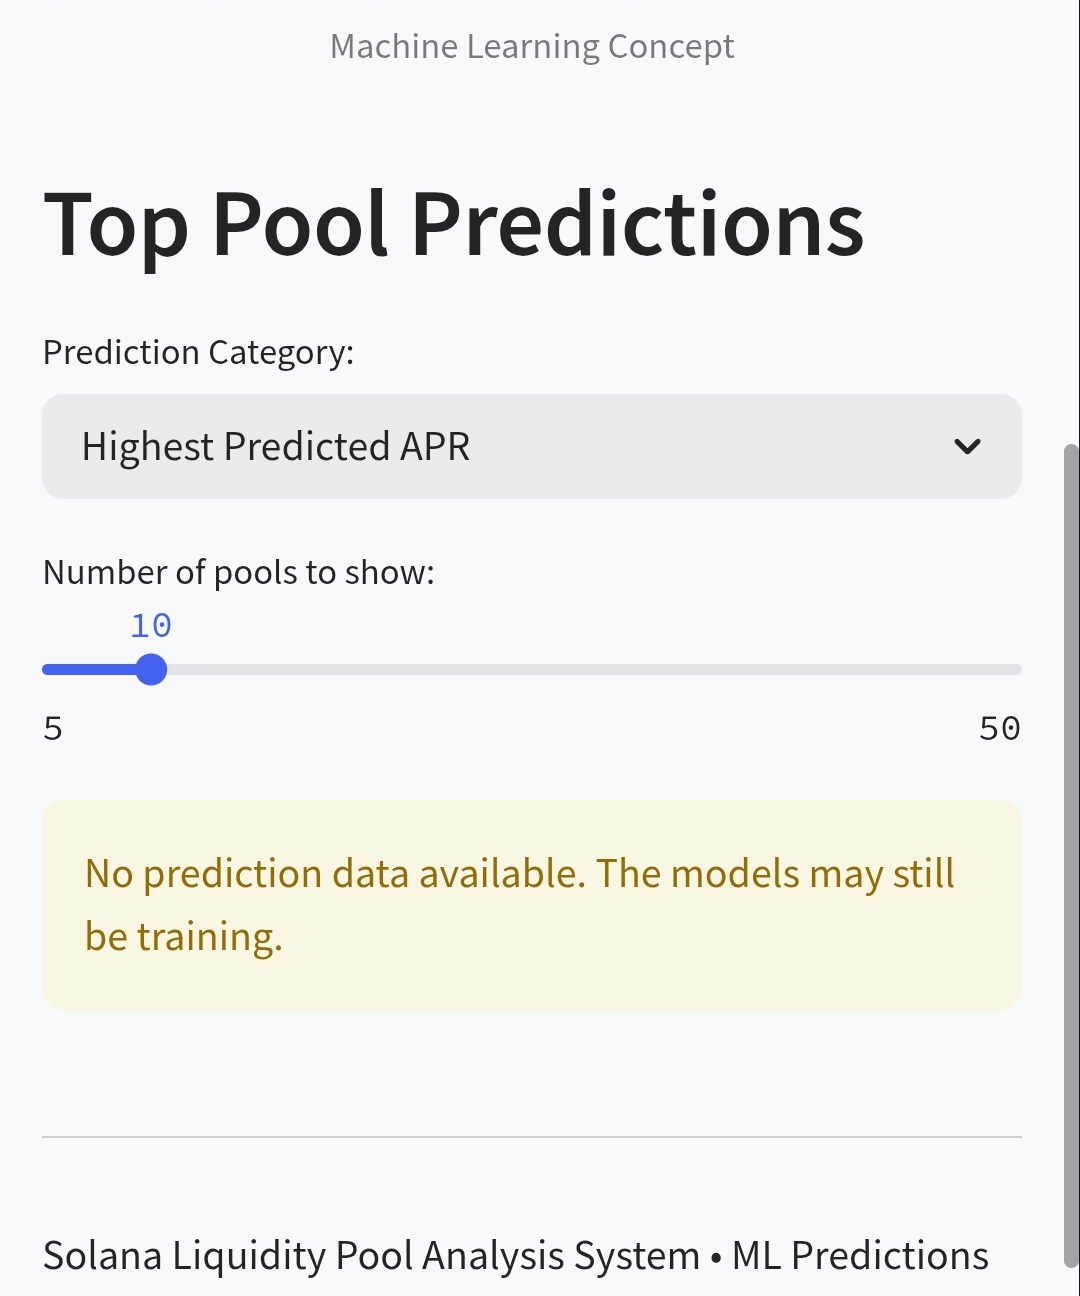 Machine Learning Concept
Top Pool Predictions
Prediction Category:
Highest Predicted APR
Number of pools to show:
10
5 50
No prediction data available. The models may still
be training.
Solana Liquidity Pool Analysis System • ML Predictions